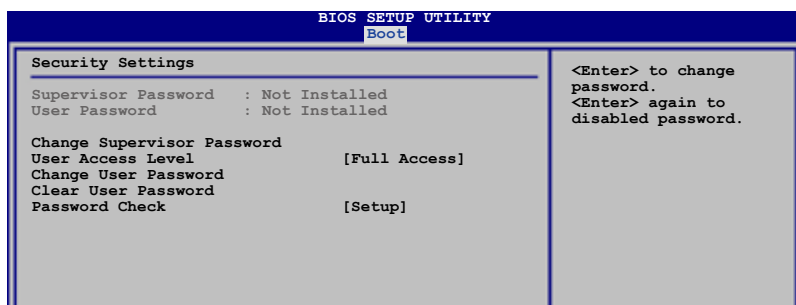 BIOS SETUP UTILITY
Boot
Security Settings
Supervisor Password : Not Installed
User Password : Not Installed
Change Supervisor Password
User Access Level [Full Access]
Change User Password
Clear User Password
Password Check [Setup]
<Enter> to change
password.
<Enter> again to
disabled password.